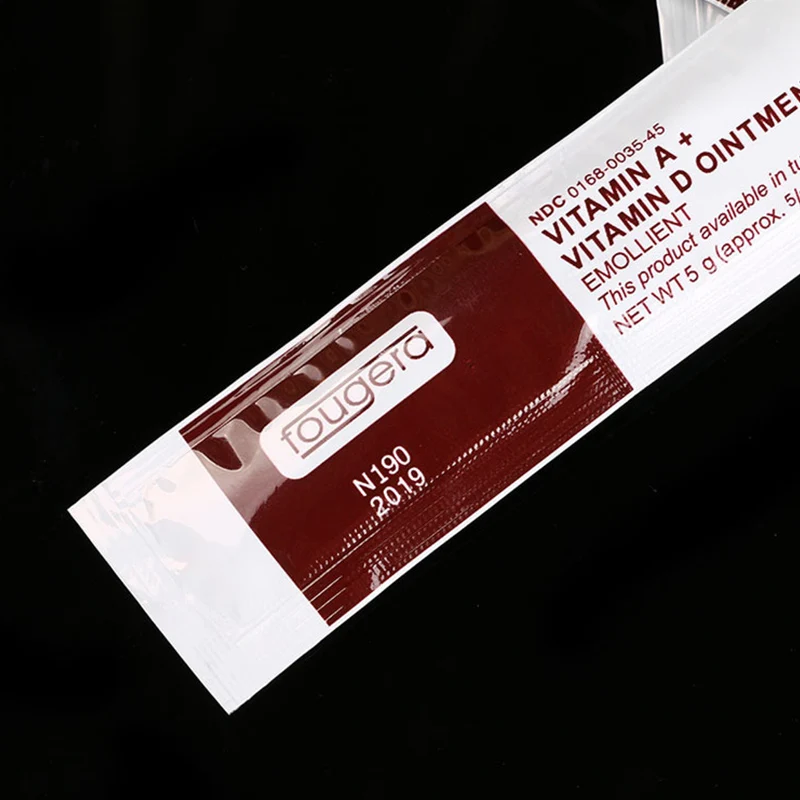 fougera
N190
2019
NDC 0168-0035-45
VITAMIN A +
VITAMIN D OINTMEN
EMOLLIENT
This product available in tu
NET WT 5 g (approx. 5/